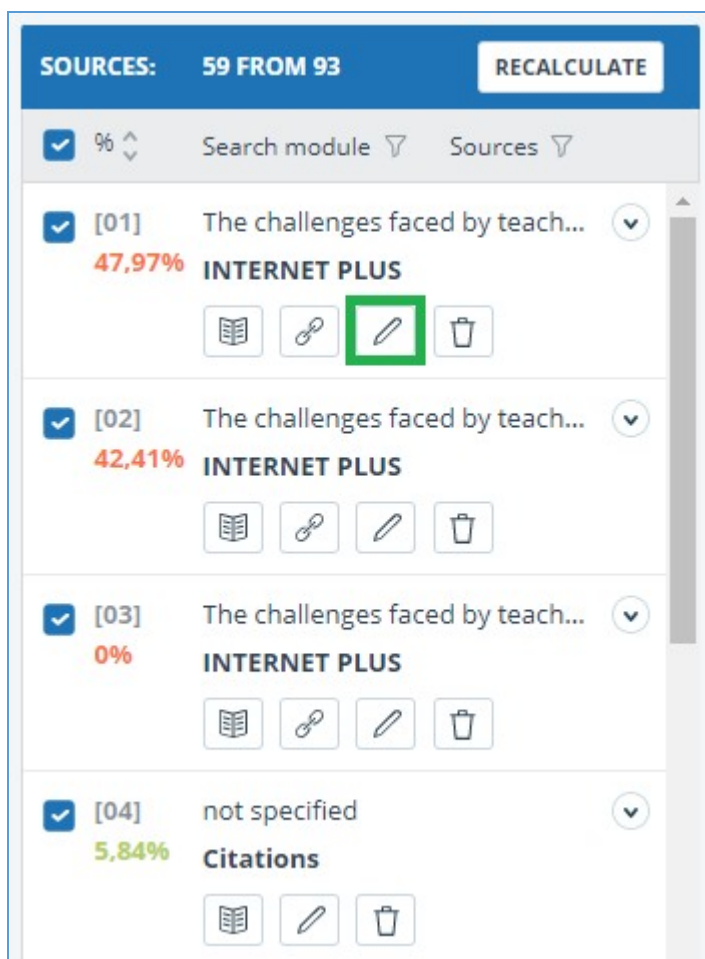 SOURCES: 59 FROM 93 RECALCULATE
% Search module Sources
[01] The challenges faced by teach...
47,97% INTERNET PLUS
[02] The challenges faced by teach...
42,41% INTERNET PLUS
[03] The challenges faced by teach...
0% INTERNET PLUS
[04] not specified
5,84% Citations